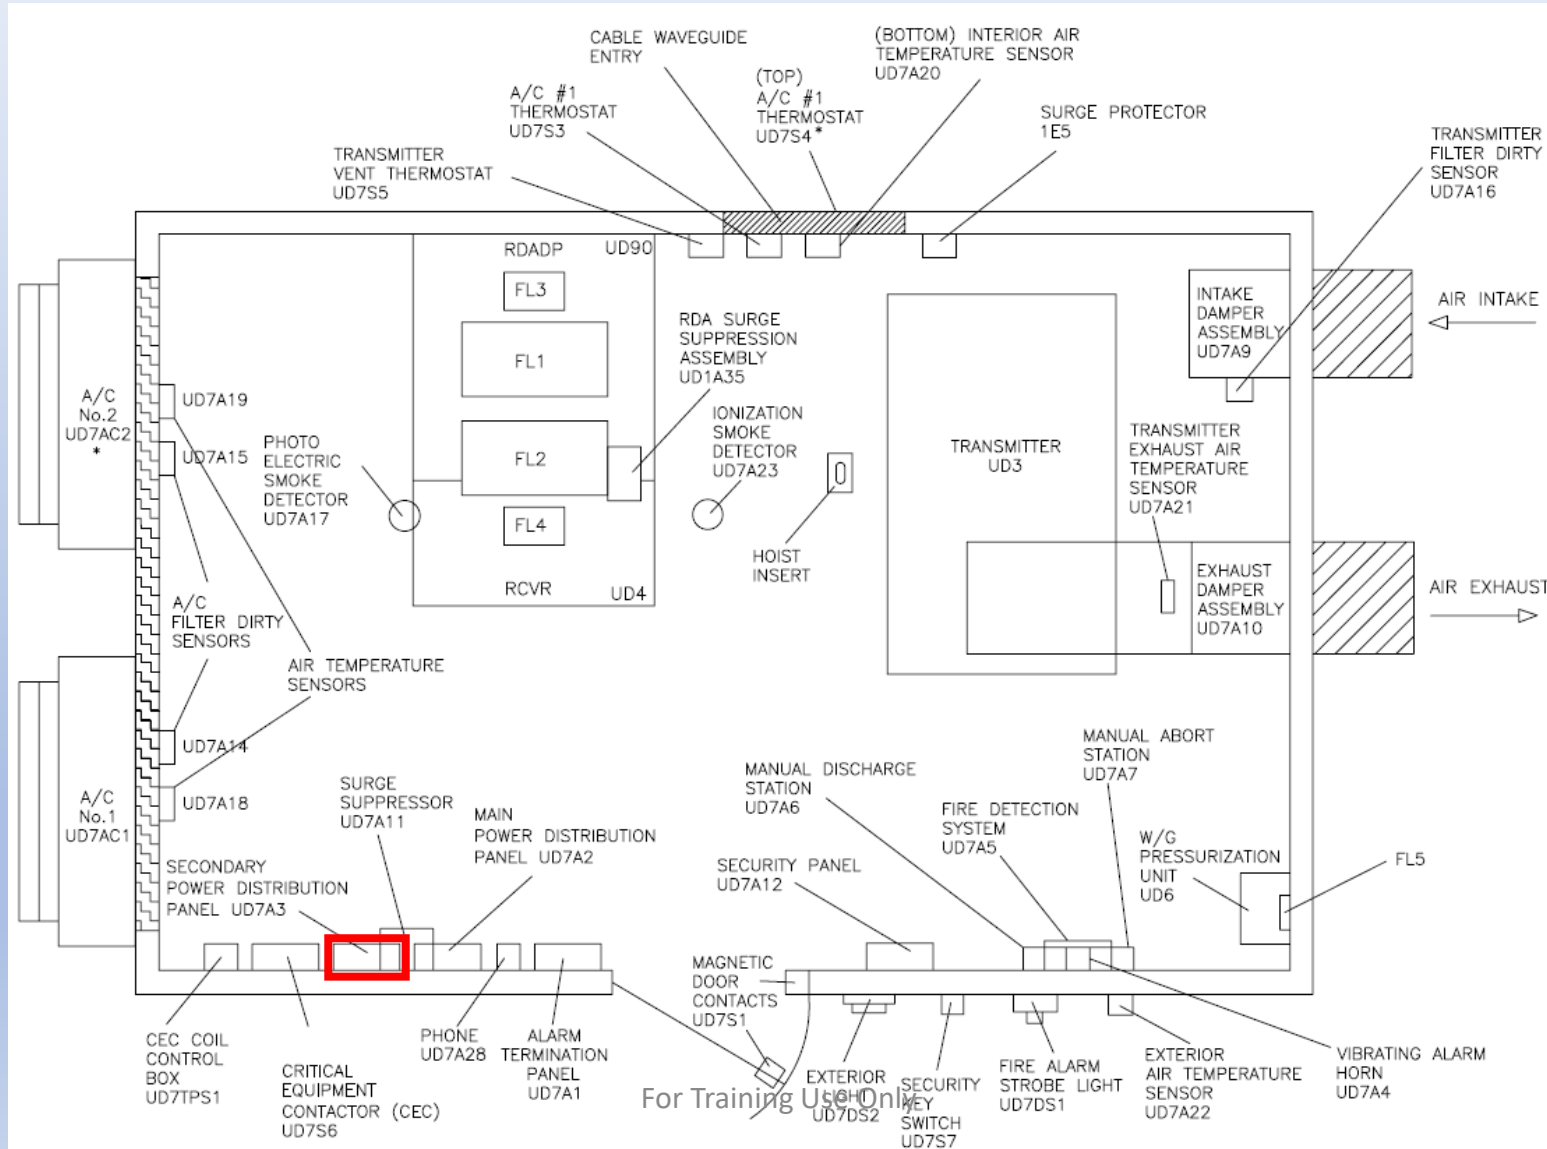 CABLE WAVEGUIDE
ENTRY
(BOTTOM) INTERIOR AIR
TEMPERATURE SENSOR
UD7A20
(TOP)
A/C #1
THERMOSTAT
UD7S4*
A/C #1
THERMOSTAT
UD7S3
SURGE PROTECTOR
1E5
TRANSMITTER
FILTER DIRTY
SENSOR
UD7A16
TRANSMITTER
VENT THERMOSTAT
UD7S5
RDADP
UD90
FL3
FL1
FL2
FL4
RCVR
UD4
RDA SURGE
SUPPRESSION
ASSEMBLY
UD1A35
INTAKE
DAMPER
ASSEMBLY
UD7A9
AIR INTAKE
A/C
No.2
UD7AC2
*
UD7A19
UD7A15
PHOTO
ELECTRIC
SMOKE
DETECTOR
UD7A17
IONIZATION
SMOKE
DETECTOR
UD7A23
HOIST
INSERT
TRANSMITTER
UD3
TRANSMITTER
EXHAUST AIR
TEMPERATURE
SENSOR
UD7A21
EXHAUST
DAMPER
ASSEMBLY
UD7A10
AIR EXHAUST
A/C
FILTER DIRTY
SENSORS
AIR TEMPERATURE
SENSORS
UD7A14
UD7A18
A/C
No.1
UD7AC1
SURGE
SUPPRESSOR
UD7A11
MAIN
POWER DISTRIBUTION
PANEL UD7A2
SECONDARY
POWER DISTRIBUTION
PANEL UD7A3
MANUAL DISCHARGE
STATION
UD7A6
MANUAL ABORT
STATION
UD7A7
FIRE DETECTION
SYSTEM
UD7A5
SECURITY PANEL
UD7A12
W/G
PRESSURIZATION
UNIT
UD6
FL5
MAGNETIC
DOOR
CONTACTS
UD7S1
CEC COIL
CONTROL
BOX
UD7TPS1
CRITICAL
EQUIPMENT
CONTACTOR (CEC)
UD7S6
PHONE
UD7A28
ALARM
TERMINATION
PANEL
UD7A1
EXTERIOR
LIGHT
UD7DS2
SECURITY
KEY
SWITCH
UD7S7
FIRE ALARM
STROBE LIGHT
UD7DS1
EXTERIOR
AIR TEMPERATURE
SENSOR
UD7A22
VIBRATING ALARM
HORN
UD7A4
For Training Use Only